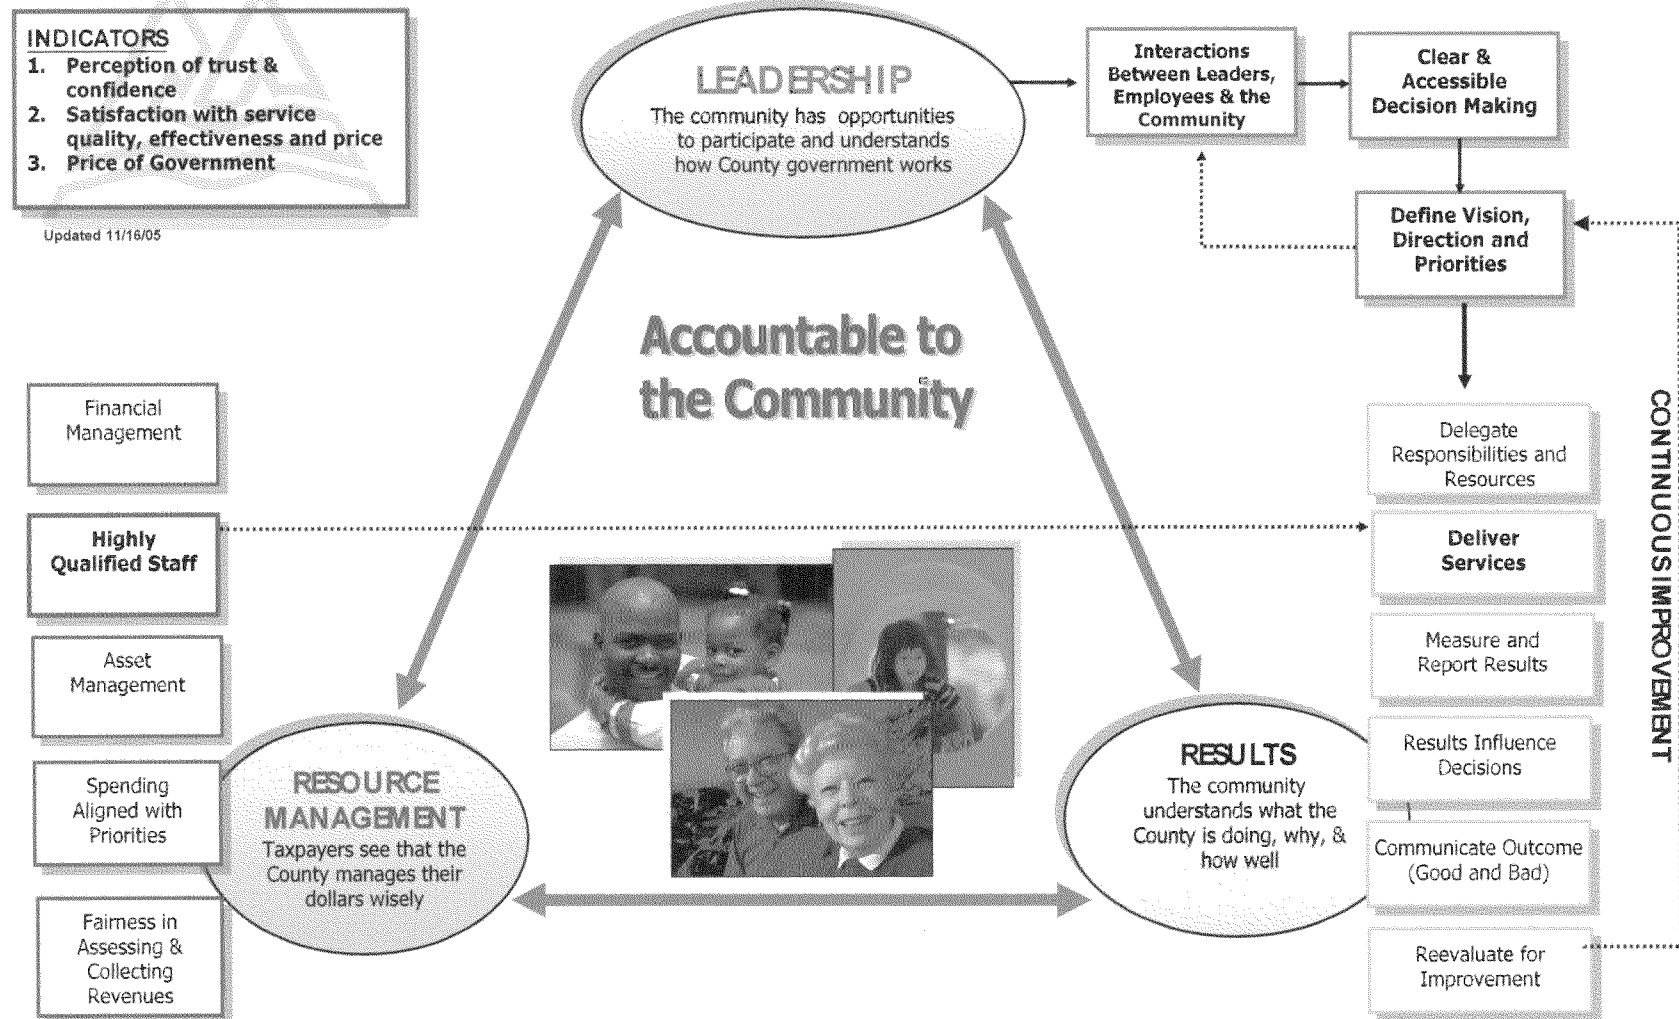 INDICATORS
1. Perception of trust &
confidence
2. Satisfaction with service
quality, effectiveness and price
3. Price of Government
Updated 11/16/05
LEADERSHIP
The community has opportunities
to participate and understands
how County government works
Interactions
Between Leaders,
Employees & the
Community
Clear &
Accessible
Decision Making
Define Vision,
Direction and
Priorities
Accountable to
the Community
Financial
Management
Highly
Qualified Staff
Asset
Management
Spending
Aligned with
Priorities
Fairness in
Assessing &
Collecting
Revenues
RESOURCE
MANAGEMENT
Taxpayers see that the
County manages their
dollars wisely
RESULTS
The community
understands what the
County is doing, why, &
how well
Delegate
Responsibilities and
Resources
Deliver
Services
Measure and
Report Results
Results Influence
Decisions
Communicate Outcome
(Good and Bad)
Reevaluate for
Improvement
CONTINUOUS IMPROVEMENT